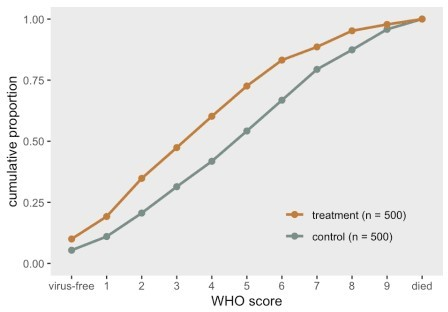 1.00
0.75
0.50
0.25
0.00
cumulative proportion
treatment (n = 500)
control (n = 500)
virus-free 1 2 3 4 5 6 7 8 9 died
WHO score